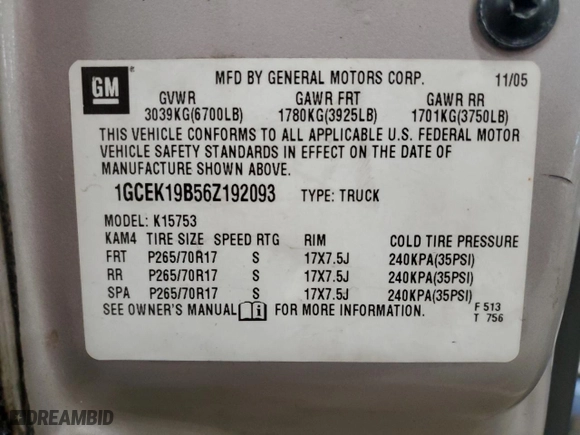 GM
MFD BY GENERAL MOTORS CORP. 11/05
GVWR GAWR FRT GAWR RR
3039KG(6700LB) 1780KG(3925LB) 1701KG(3750LB)
THIS VEHICLE CONFORMS TO ALL APPLICABLE U.S. FEDERAL MOTOR
VEHICLE SAFETY STANDARDS IN EFFECT ON THE DATE OF
MANUFACTURE SHOWN ABOVE.
1GCEK19B56Z192093 TYPE: TRUCK
MODEL: K15753
KAM4 TIRE SIZE SPEED RTG RIM COLD TIRE PRESSURE
FRT P265/70R17 S 17X7.5J 240KPA(35PSI)
RR P265/70R17 S 17X7.5J 240KPA(35PSI)
SPA P265/70R17 S 17X7.5J 240KPA(35PSI)
SEE OWNER'S MANUAL FOR MORE INFORMATION. F 513
T 756
DREAMBID